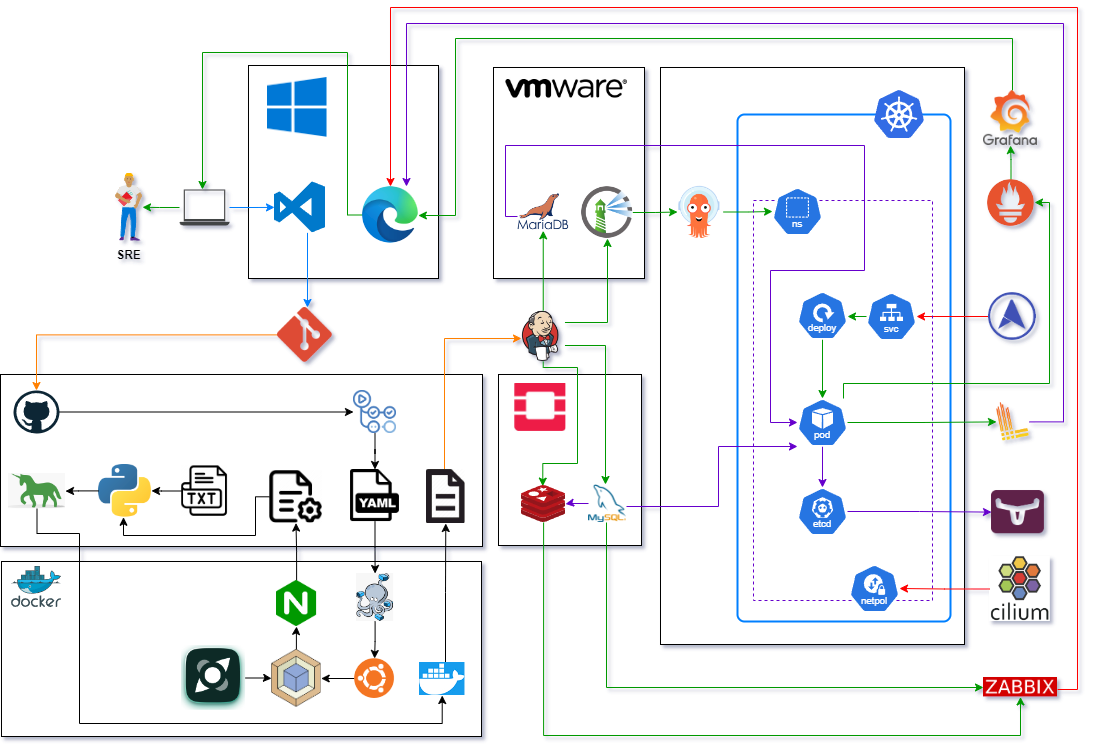 vmware®
Grafana
MariaDB
ns
SRE
deploy
svc
pod
TXT
YAML
MySQL
etcd
docker
netpol
cilium
N
ZABBIX